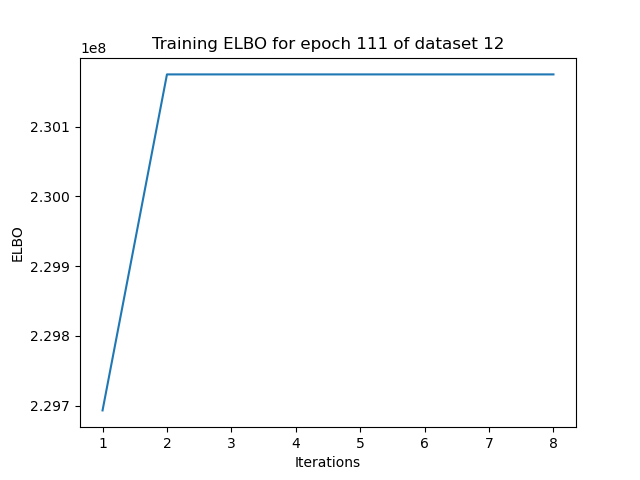 Training ELBO for epoch 111 of dataset 12
1e8
2.301
2.300
2.299
2.298
2.297
ELBO
1 2 3 4 5 6 7 8
Iterations